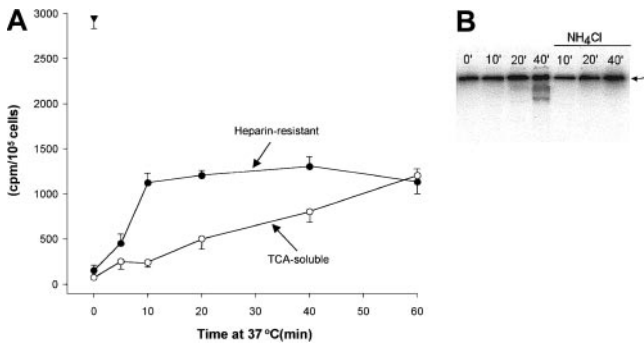 A
3000
2500
2000
1500
1000
500
0
(cpm/10⁵ cells)
Heparin-resistant
TCA-soluble
0 10 20 30 40 50 60
Time at 37 ºC(min)
B
NH₄Cl
0' 10' 20' 40' 10' 20' 40'